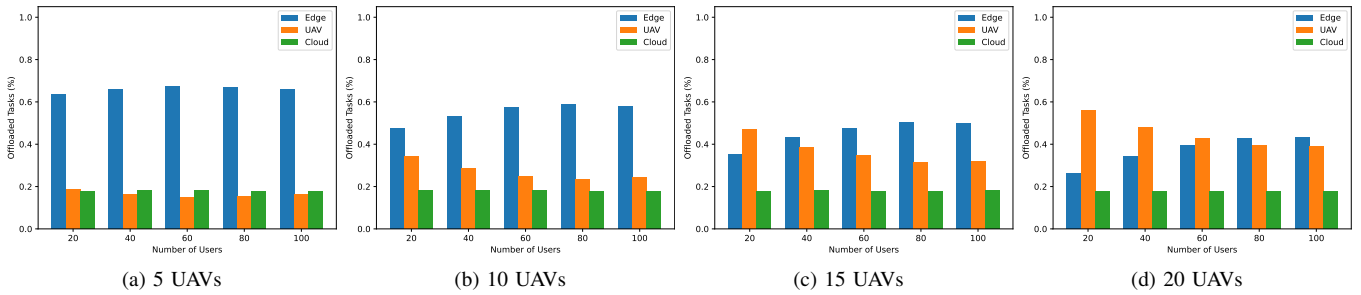 1.0
0.8
0.6
0.4
0.2
0.0
Offloaded Tasks (%)
Edge
UAV
Cloud
20 40 60 80 100
Number of Users
(a) 5 UAVs
1.0
0.8
0.6
0.4
0.2
0.0
Offloaded Tasks (%)
Edge
UAV
Cloud
20 40 60 80 100
Number of Users
(b) 10 UAVs
1.0
0.8
0.6
0.4
0.2
0.0
Offloaded Tasks (%)
Edge
UAV
Cloud
20 40 60 80 100
Number of Users
(c) 15 UAVs
1.0
0.8
0.6
0.4
0.2
0.0
Offloaded Tasks (%)
Edge
UAV
Cloud
20 40 60 80 100
Number of Users
(d) 20 UAVs